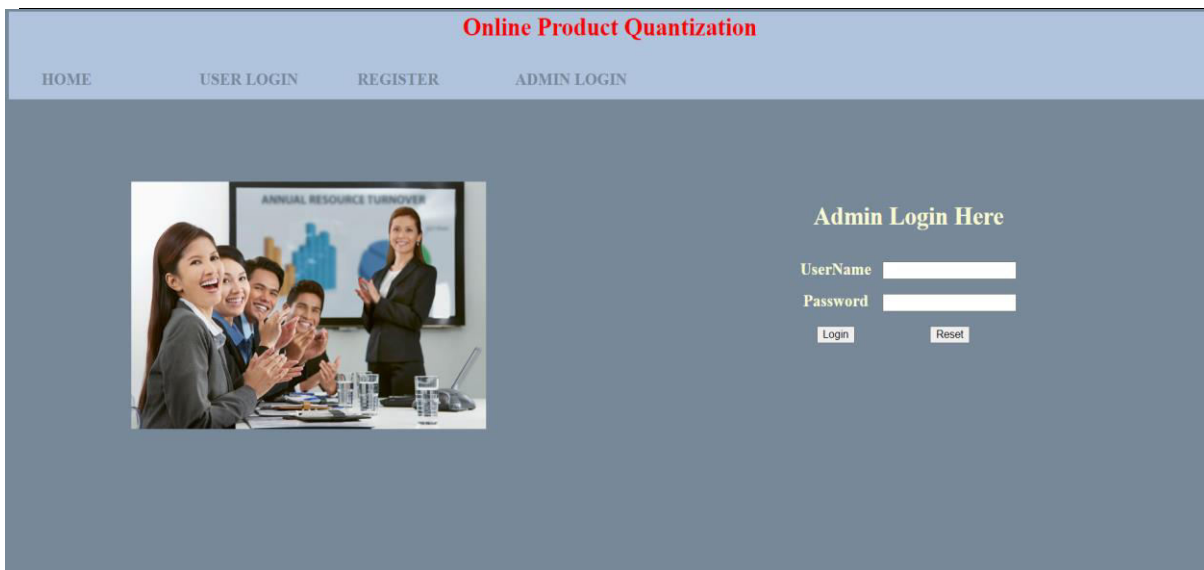 Online Product Quantization
HOME USER LOGIN REGISTER ADMIN LOGIN
ANNUAL RESOURCE TURNOVER
Admin Login Here
UserName
Password
Login Reset